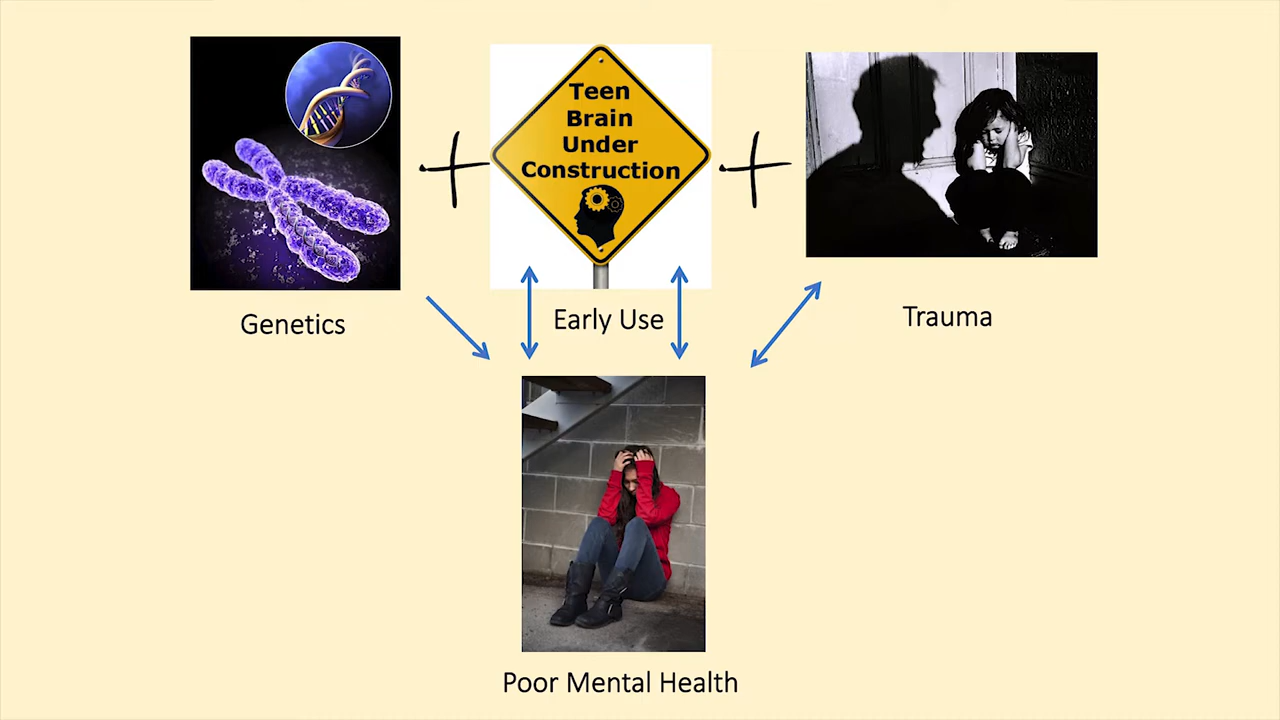 Teen
Brain
Under
Construction
Genetics
Early Use
Trauma
Poor Mental Health